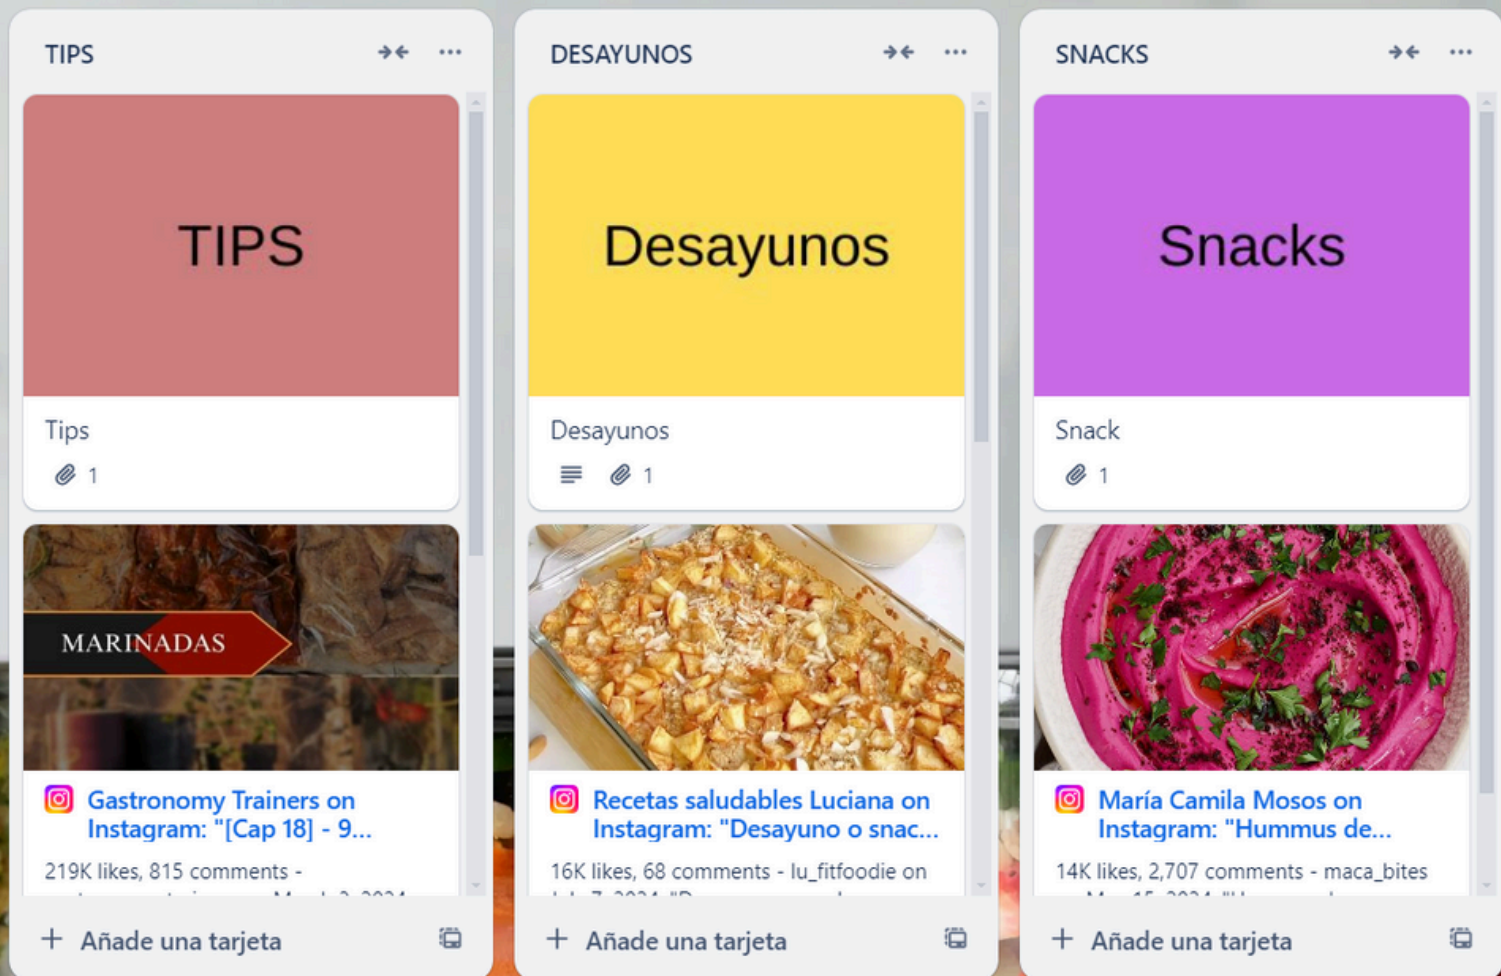 TIPS
TIPS
Tips
1
MARINADAS
Gastronomy Trainers on
Instagram: "[Cap 18] - 9...
219K likes, 815 comments -
Añade una tarjeta
DESAYUNOS
Desayunos
Desayunos
1
Recetas saludables Luciana on
Instagram: "Desayuno o snac...
16K likes, 68 comments - lu_fitfoodie on
Añade una tarjeta
SNACKS
Snacks
Snack
1
María Camila Mosos on
Instagram: "Hummus de...
14K likes, 2,707 comments - maca_bites
Añade una tarjeta